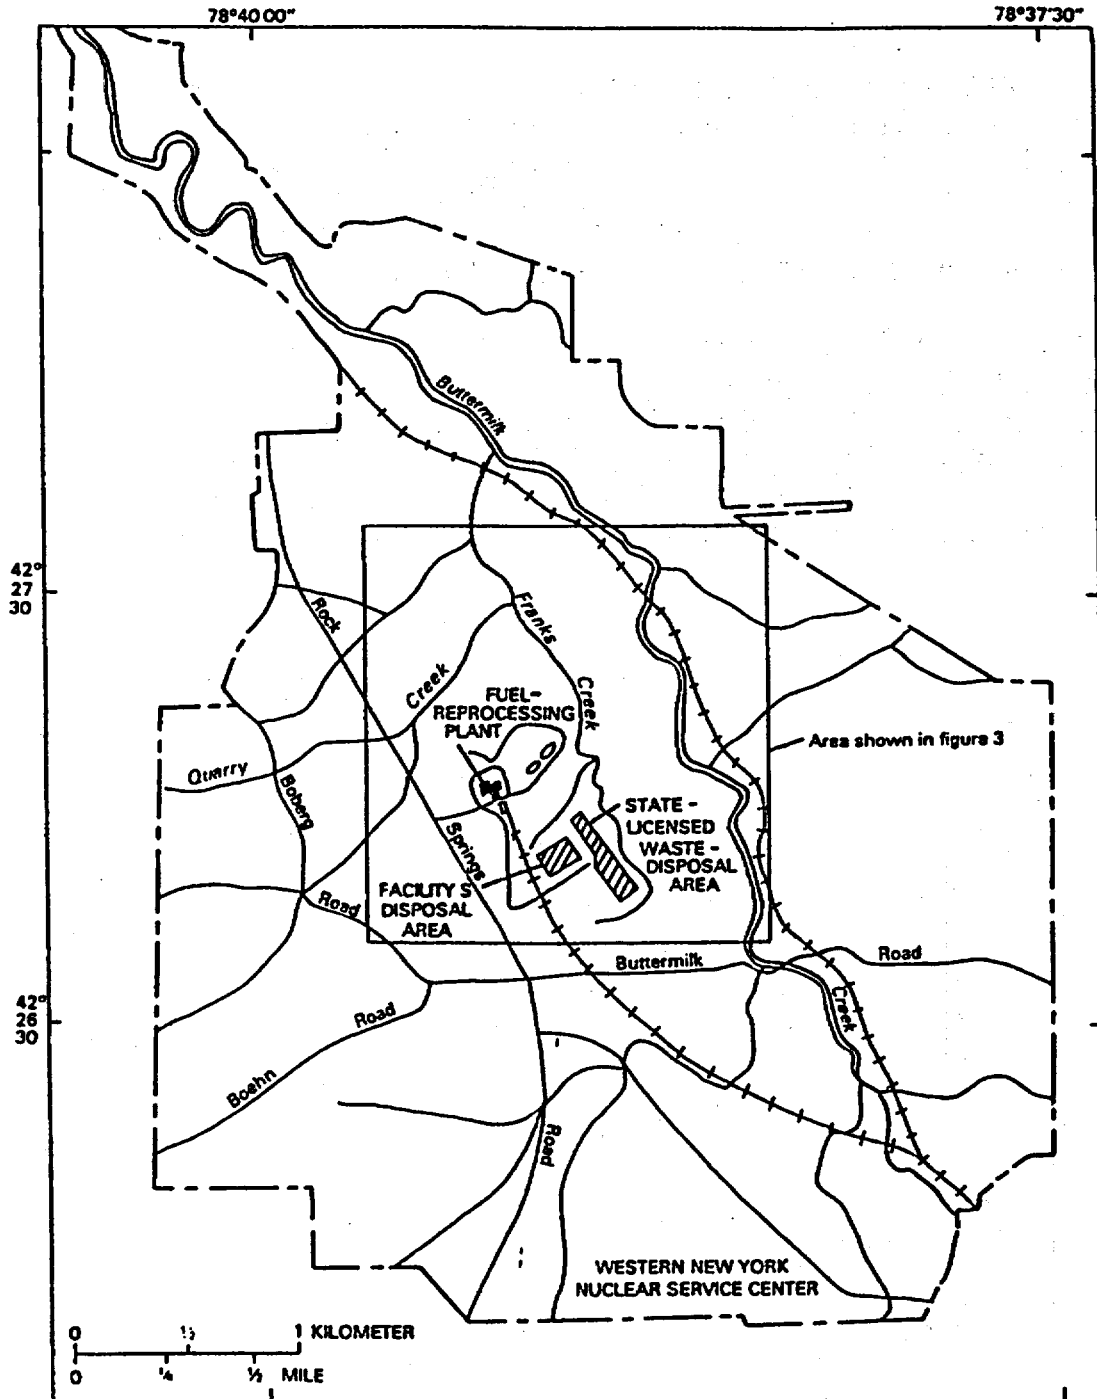 78°40'00"
78°37'30"
Buttermilk
42°
27
30
Rock
Franks
Creek
Creek
FUEL-
REPROCESSING
PLANT
Area shown in figure 3
Quarry
Boberg
STATE -
LICENSED
WASTE -
DISPOSAL
AREA
Springs
FACILITY'S
DISPOSAL
AREA
Road
Buttermilk
Road
42°
26
30
Road
Creek
Boehn
Road
WESTERN NEW YORK
NUCLEAR SERVICE CENTER
0 ½ 1 KILOMETER
0 ¼ ½ MILE